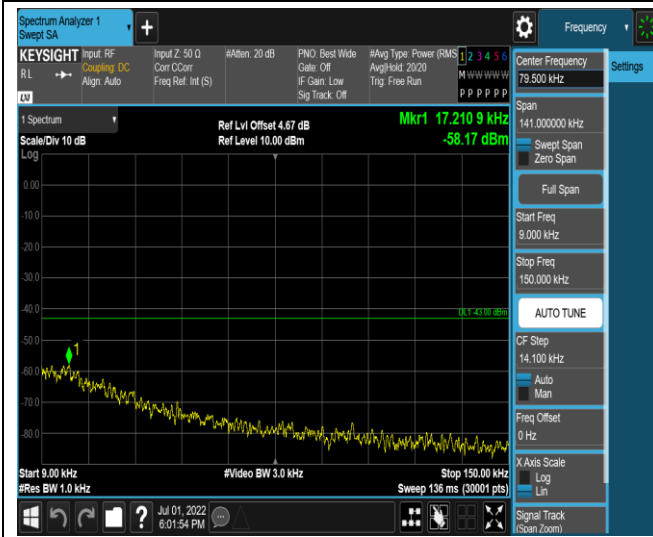 Spectrum Analyzer 1
Swept SA
Frequency
KEYSIGHT
RL
LXI
Input: RF
Coupling: DC
Align: Auto
Input Z: 50 Ω
Corr CCorr
Freq Ref: Int (S)
#Atten: 20 dB
PNO: Best Wide
Gate: Off
IF Gain: Low
Sig Track: Off
#Avg Type: Power (RMS
Avg|Hold: 20/20
Trig: Free Run
1 2 3 4 5 6
M W W W W W
P P P P P P
1 Spectrum
Scale/Div 10 dB
Log
Ref Lvl Offset 4.67 dB
Ref Level 10.00 dBm
Mkr1 17.210 9 kHz
-58.17 dBm
0.00
-10.0
-20.0
-30.0
-40.0
-50.0
-60.0
-70.0
-80.0
DL1 -43.00 dBm
1
Start 9.00 kHz
#Res BW 1.0 kHz
#Video BW 3.0 kHz
Stop 150.00 kHz
Sweep 136 ms (30001 pts)
?
Jul 01, 2022
6:01:54 PM
Center Frequency
79.500 kHz
Settings
Span
141.000000 kHz
Swept Span
Zero Span
Full Span
Start Freq
9.000 kHz
Stop Freq
150.000 kHz
AUTO TUNE
CF Step
14.100 kHz
Auto
Man
Freq Offset
0 Hz
X Axis Scale
Log
Lin
Signal Track
(Span Zoom)